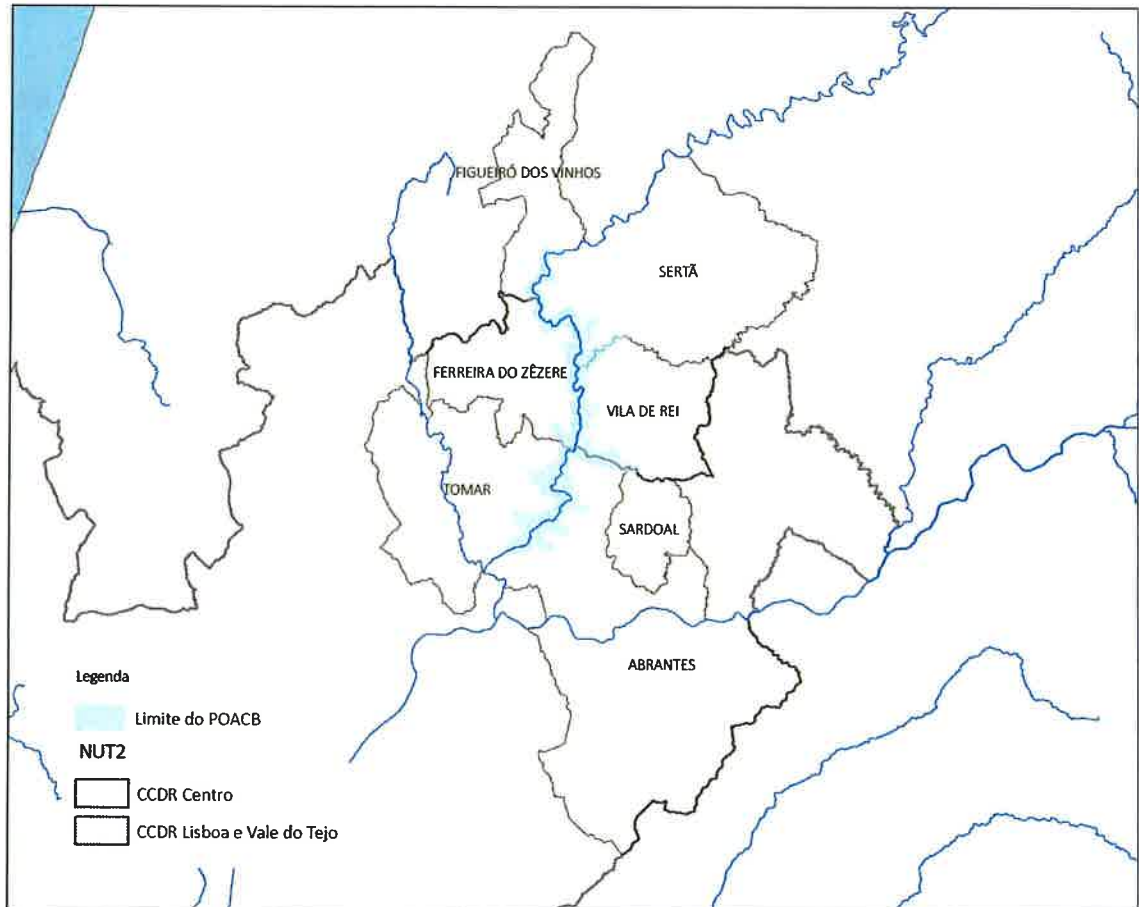 FIGUEIRÓ DOS VINHOS
SERTÃ
FERREIRA DO ZÊZERE
VILA DE REI
TOMAR
SARDOAL
ABRANTES
Legenda
Limite do POACB
NUT2
CCDR Centro
CCDR Lisboa e Vale do Tejo